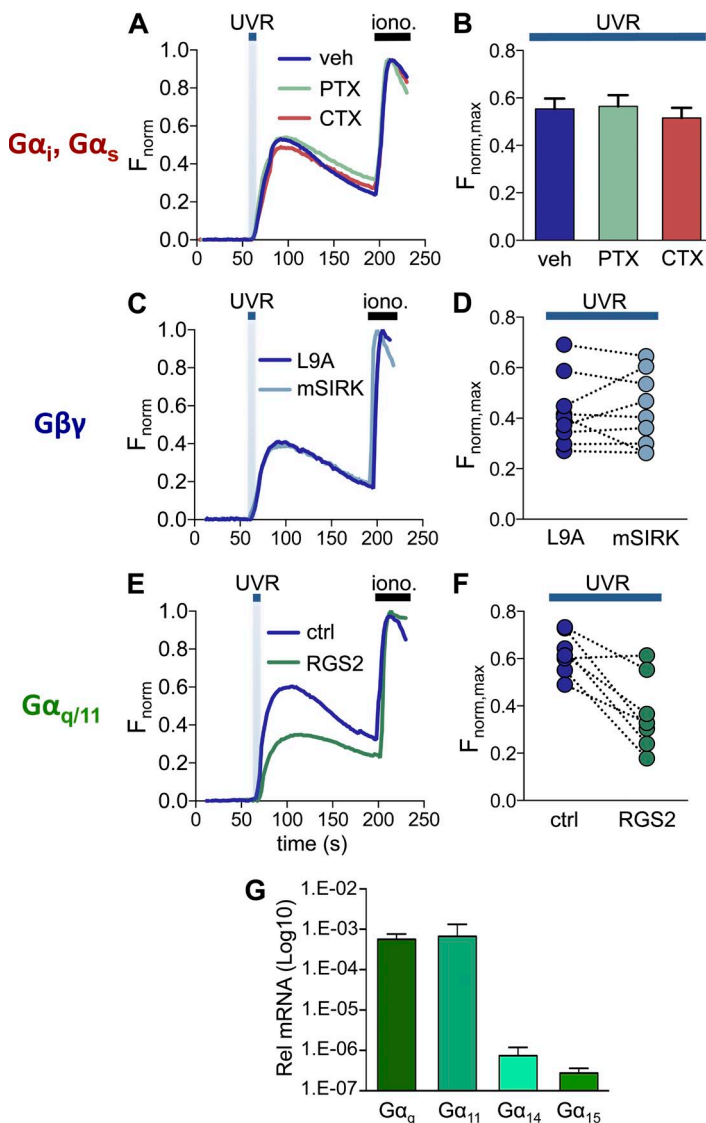 A
UVR
iono.
veh
PTX
CTX
Gαi, Gαs
Fnorm
1.0
0.8
0.6
0.4
0.2
0.0
0 50 100 150 200 250
B
UVR
Fnorm,max
0.8
0.6
0.4
0.2
0.0
veh PTX CTX
C
UVR
iono.
L9A
mSIRK
Gβγ
Fnorm
1.0
0.8
0.6
0.4
0.2
0.0
0 50 100 150 200 250
D
UVR
Fnorm,max
0.8
0.6
0.4
0.2
0.0
L9A mSIRK
E
UVR
iono.
ctrl
RGS2
Gαq/11
Fnorm
1.0
0.8
0.6
0.4
0.2
0.0
0 50 100 150 200 250
time (s)
F
UVR
Fnorm,max
0.8
0.6
0.4
0.2
0.0
ctrl RGS2
G
Rel mRNA (Log10)
1.E-02
1.E-03
1.E-04
1.E-05
1.E-06
1.E-07
Gαq Gα11 Gα14 Gα15